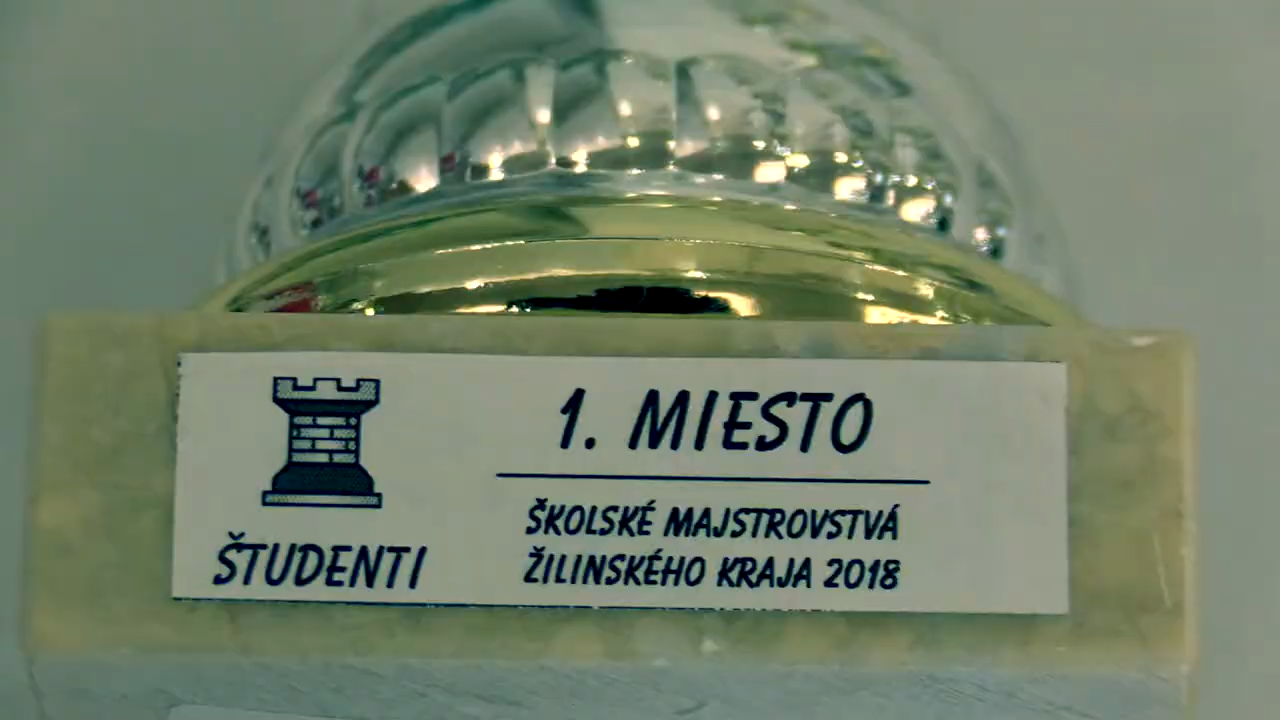 1. MIESTO
ŠKOLSKÉ MAJSTROVSTVÁ
ŽILINSKÉHO KRAJA 2018
ŠTUDENTI